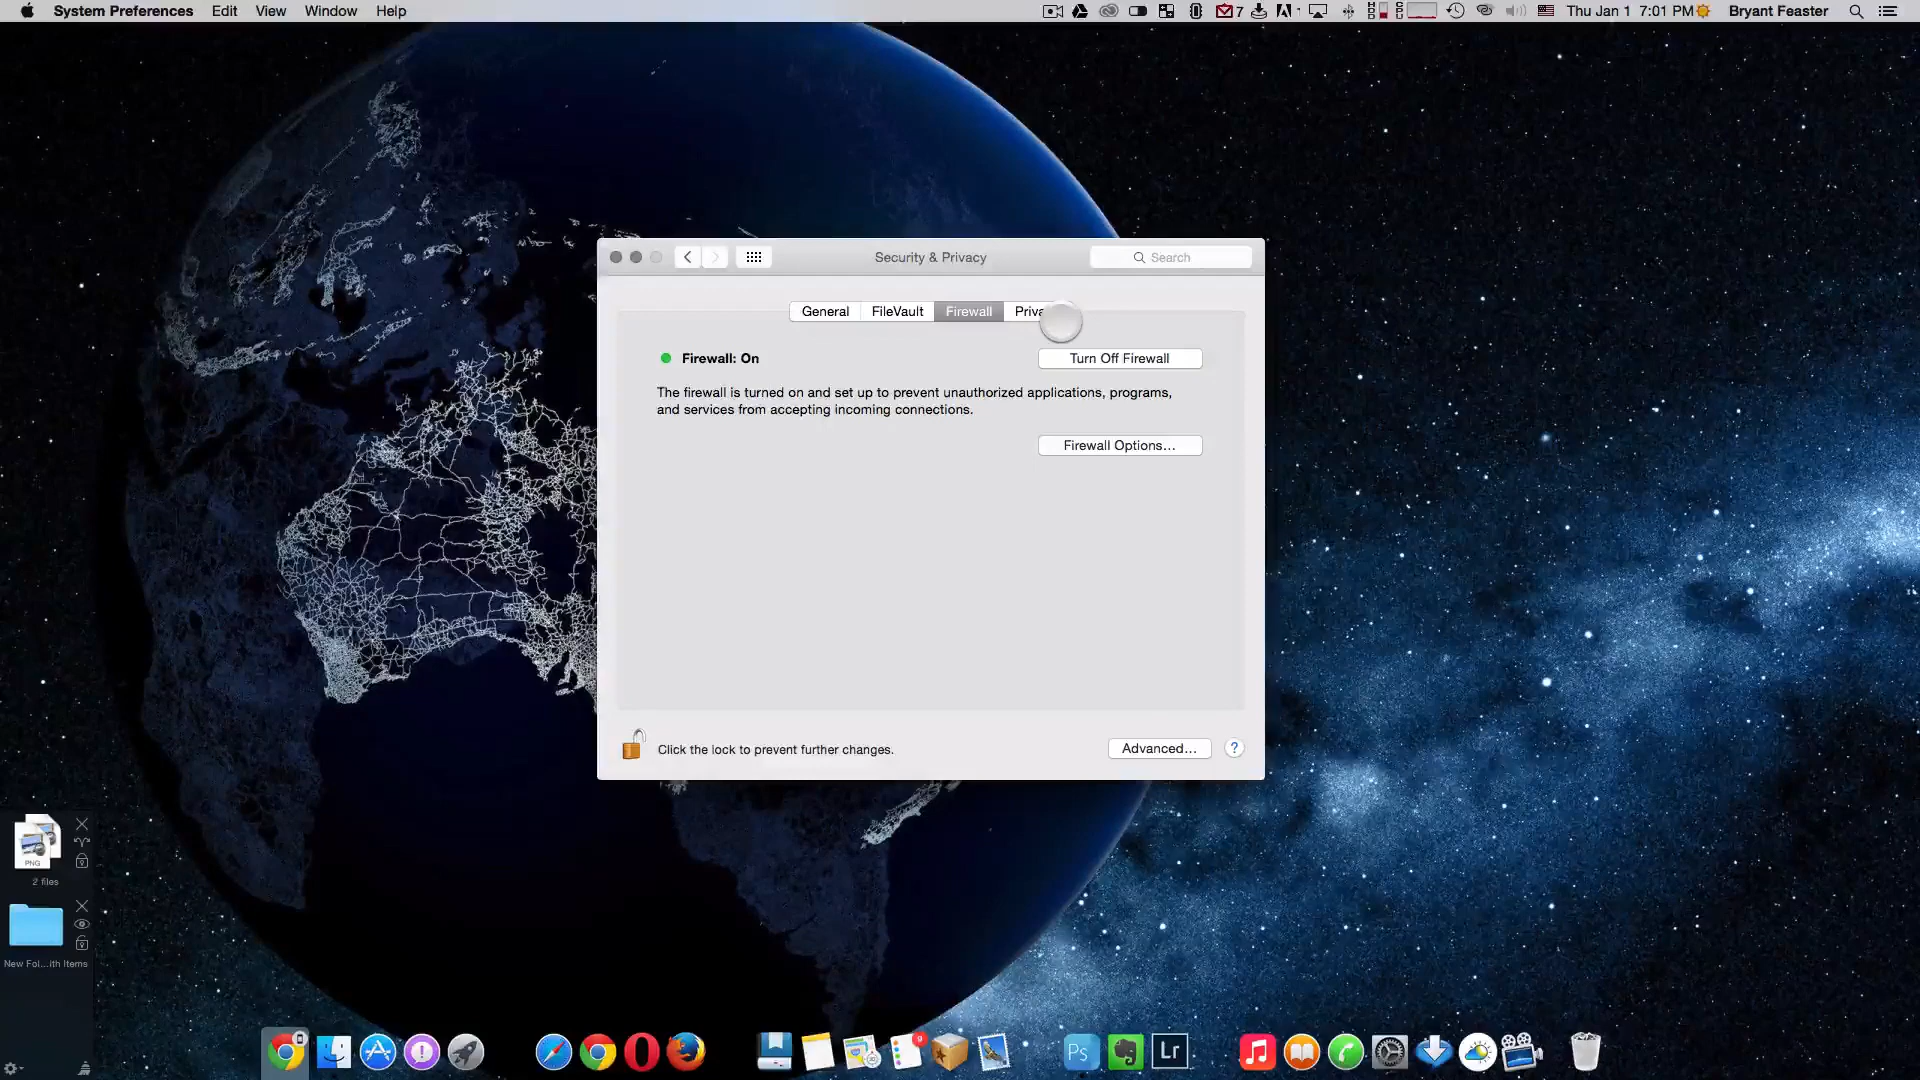 System Preferences Edit View Window Help
7 1 Thu Jan 1 7:01 PM Bryant Feaster
Security & Privacy
Search
General FileVault Firewall Priva
Firewall: On
Turn Off Firewall
The firewall is turned on and set up to prevent unauthorized applications, programs,
and services from accepting incoming connections.
Firewall Options...
Click the lock to prevent further changes.
Advanced...
?
PNG
2 files
New Fol...ith Items
Ps
Lr